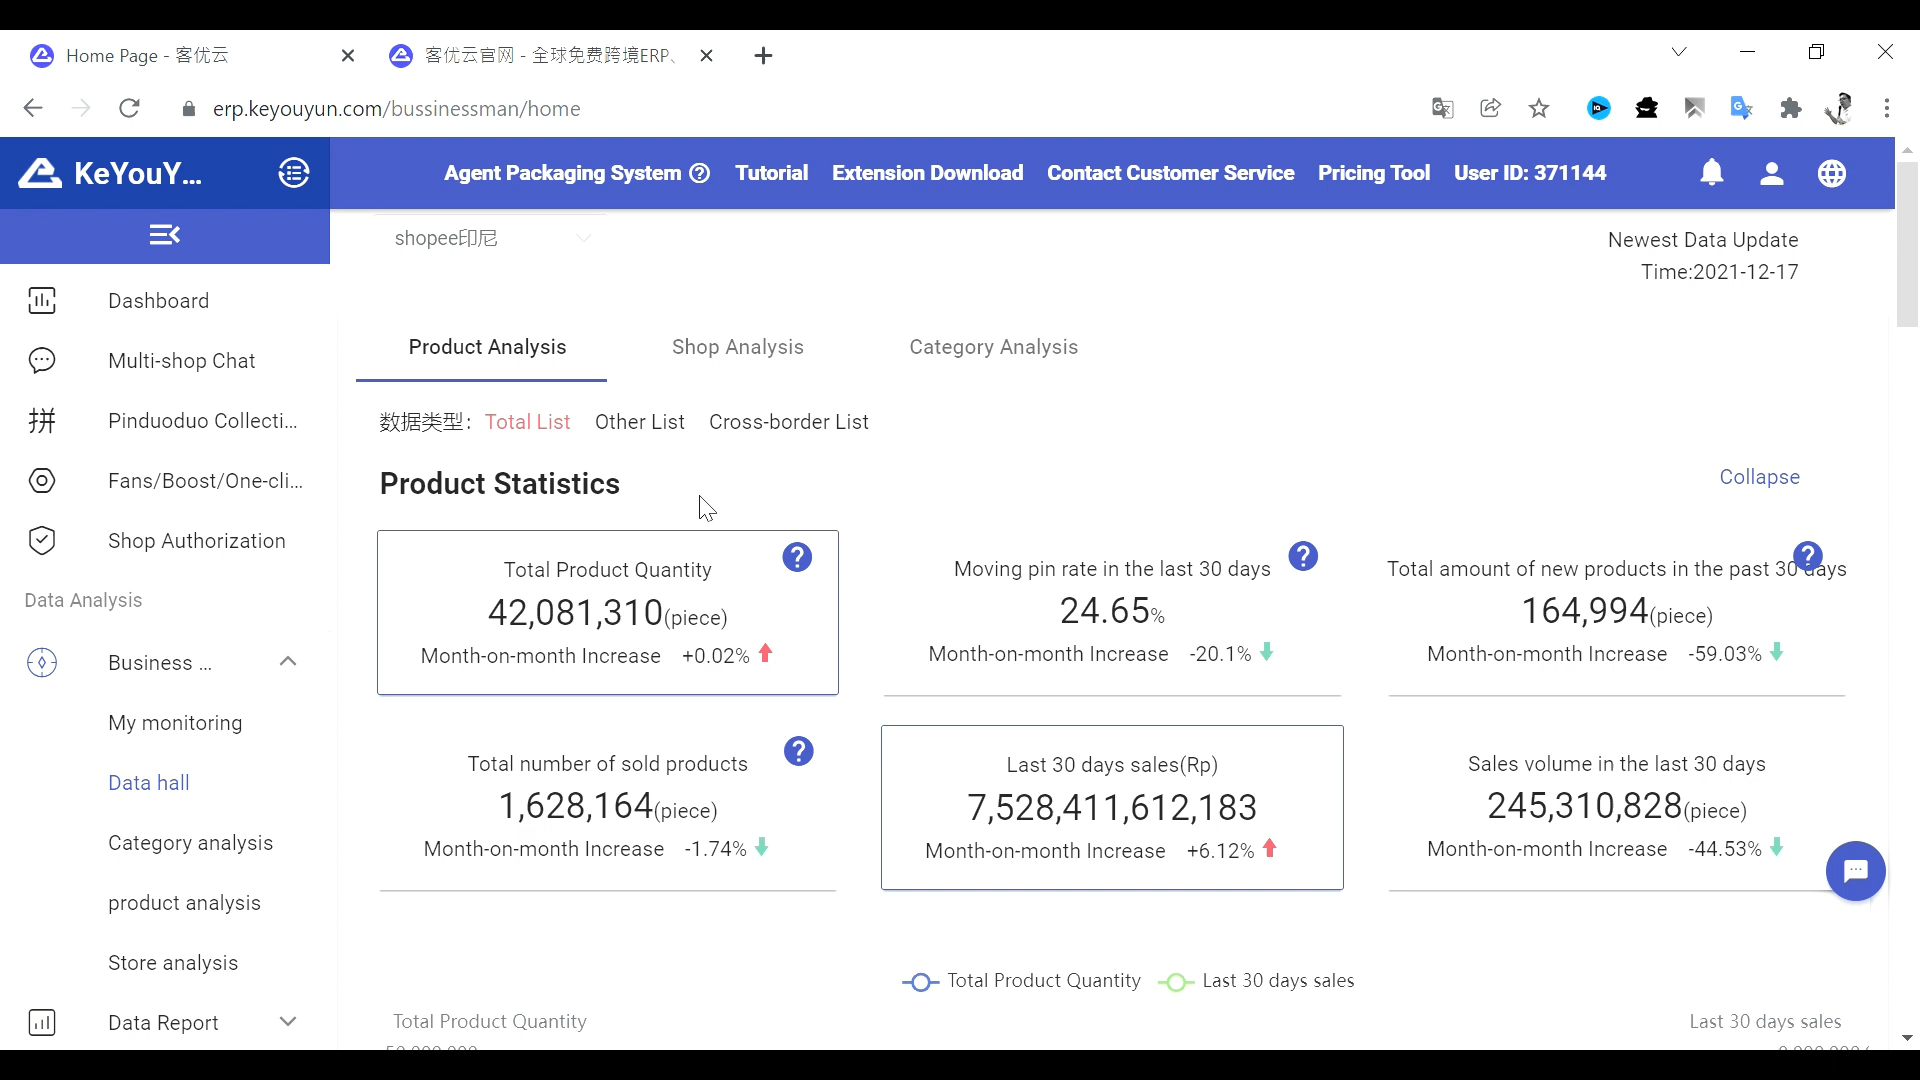 Home Page - 客优云
客优云官网 - 全球免费跨境ERP、
erp.keyouyun.com/bussinessman/home
KeYouY...
Agent Packaging System ? Tutorial Extension Download Contact Customer Service Pricing Tool User ID: 371144
shopee印尼
Newest Data Update
Time:2021-12-17
Dashboard
Multi-shop Chat
拼 Pinduoduo Collecti...
Fans/Boost/One-cli...
Shop Authorization
Data Analysis
Business ...
My monitoring
Data hall
Category analysis
product analysis
Store analysis
Data Report
Product Analysis Shop Analysis Category Analysis
数据类型: Total List Other List Cross-border List
Product Statistics
Collapse
Total Product Quantity ?
42,081,310(piece)
Month-on-month Increase +0.02%
Moving pin rate in the last 30 days ?
24.65%
Month-on-month Increase -20.1%
Total amount of new products in the past 30 days ?
164,994(piece)
Month-on-month Increase -59.03%
Total number of sold products ?
1,628,164(piece)
Month-on-month Increase -1.74%
Last 30 days sales(Rp)
7,528,411,612,183
Month-on-month Increase +6.12%
Sales volume in the last 30 days
245,310,828(piece)
Month-on-month Increase -44.53%
Total Product Quantity Last 30 days sales
Total Product Quantity
Last 30 days sales